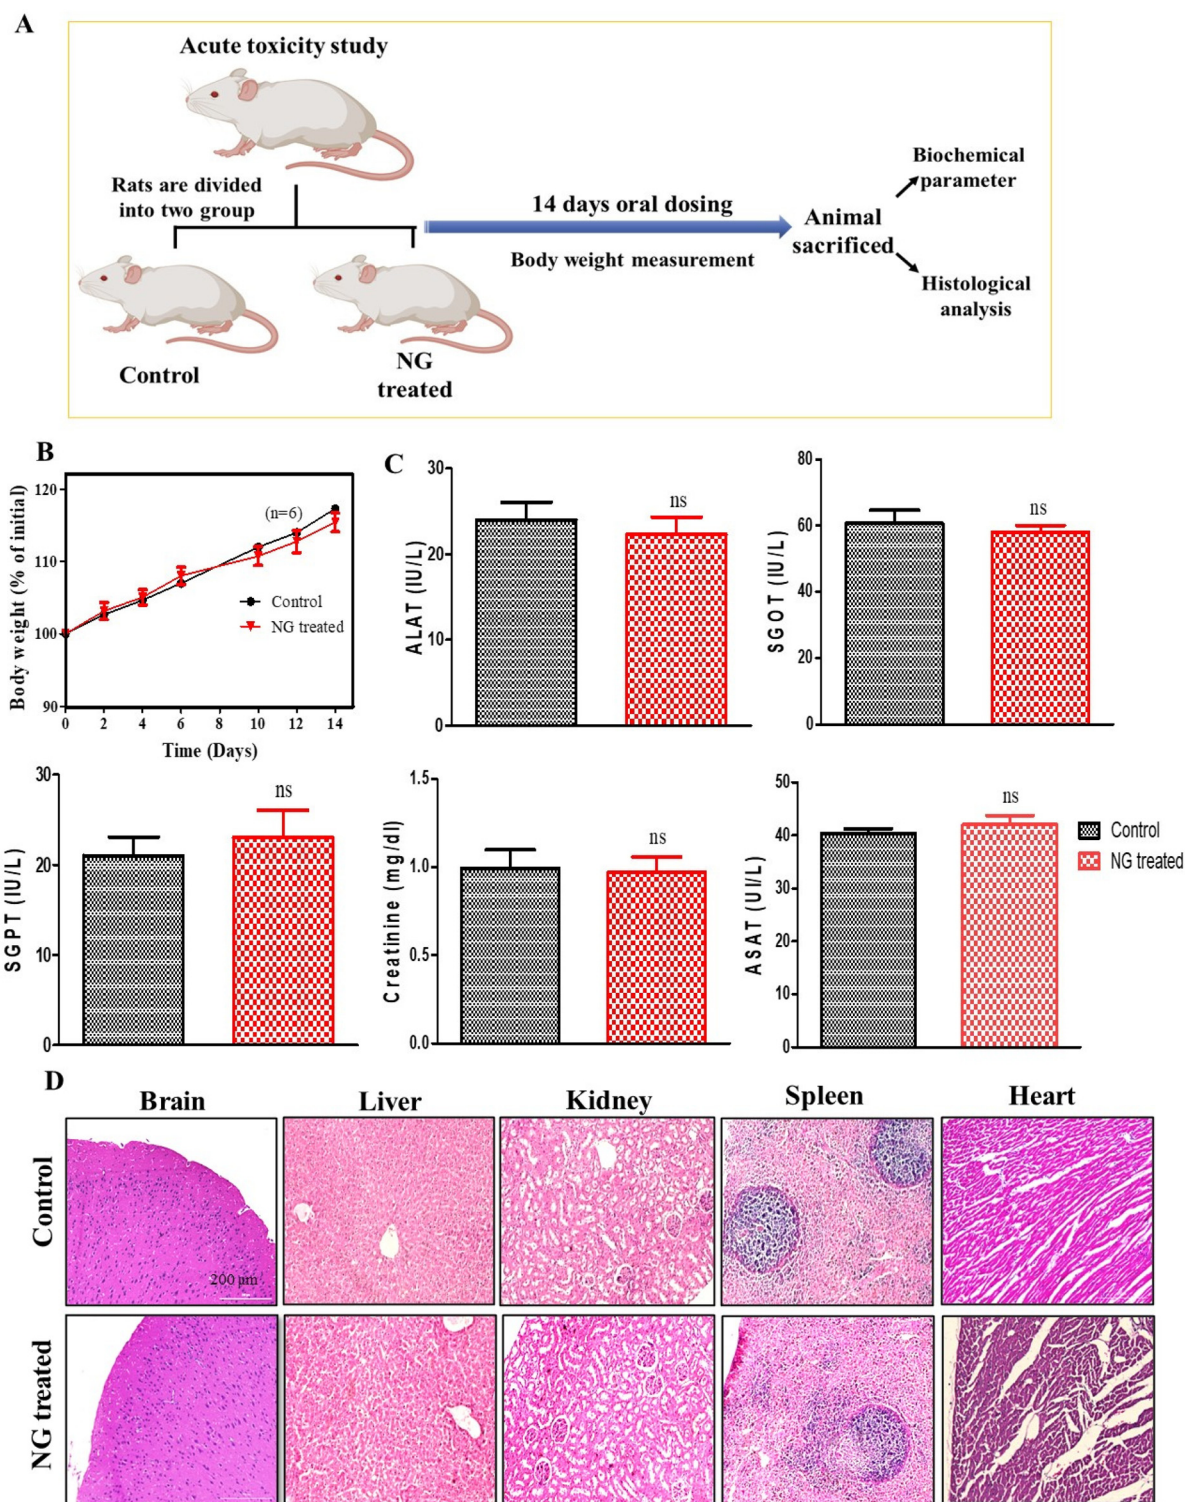 A
Acute toxicity study
Rats are divided
into two group
14 days oral dosing
Body weight measurement
Animal
sacrificed
Biochemical
parameter
Histological
analysis
Control
NG
treated
B
Body weight (% of initial)
120
110
100
90
(n=6)
Control
NG treated
0 2 4 6 8 10 12 14
Time (Days)
C
ALAT (IU/L)
30
20
10
0
ns
SGOT (IU/L)
80
60
40
20
0
ns
SGPT (IU/L)
30
20
10
0
ns
Creatinine (mg/dl)
1.5
1.0
0.5
0.0
ns
ASAT (UI/L)
50
40
30
20
10
0
ns
Control
NG treated
D
Brain Liver Kidney Spleen Heart
Control
200 µm
NG treated